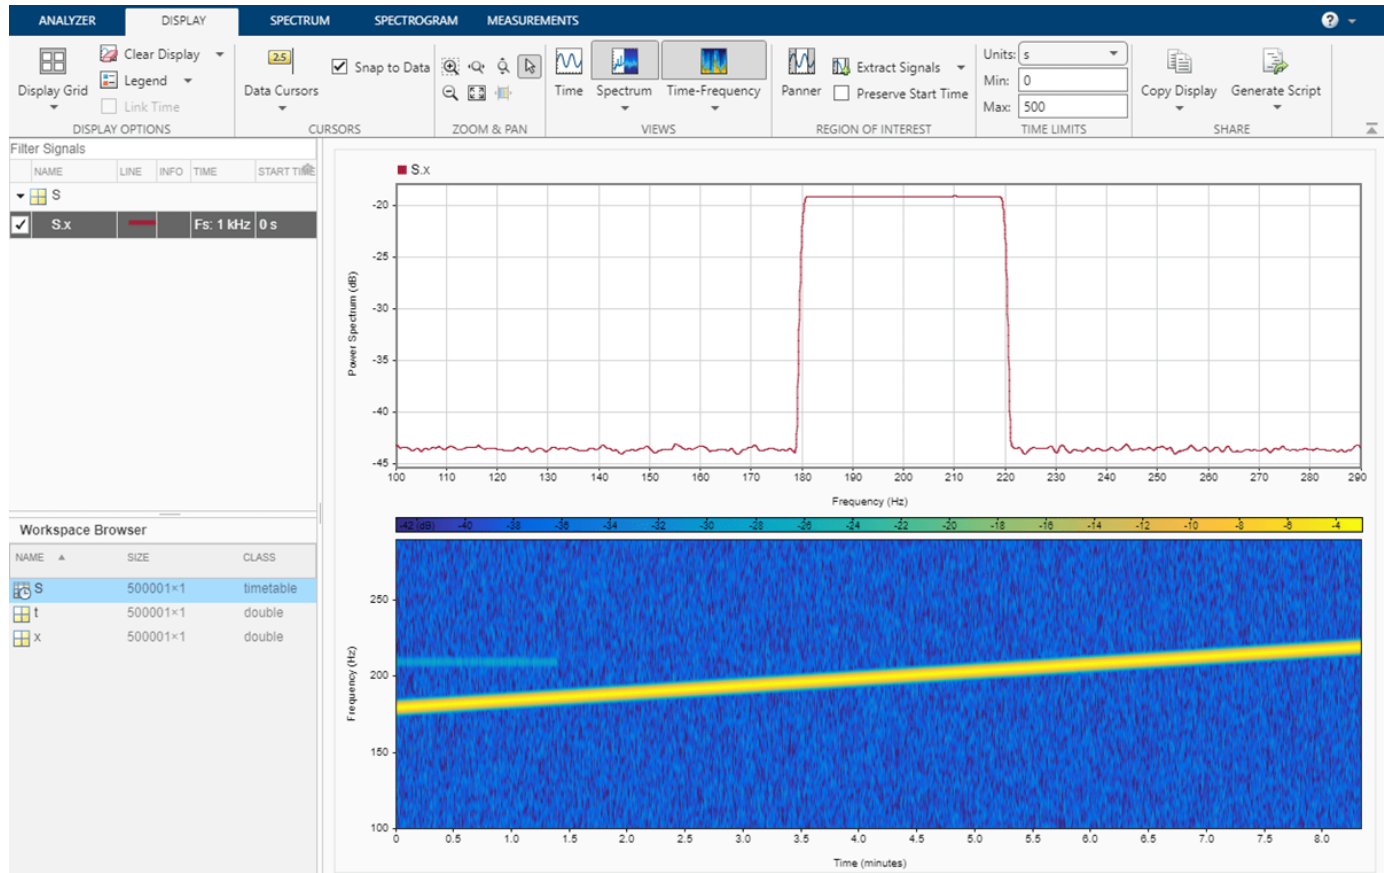 ANALYZER DISPLAY SPECTRUM SPECTROGRAM MEASUREMENTS ?
Display Grid
Clear Display
Legend
Link Time
DISPLAY OPTIONS
2.5
Data Cursors
Snap to Data
CURSORS
ZOOM & PAN
Time Spectrum Time-Frequency
VIEWS
Panner
Extract Signals
Preserve Start Time
REGION OF INTEREST
Units: s
Min: 0
Max: 500
TIME LIMITS
Copy Display Generate Script
SHARE
Filter Signals
NAME LINE INFO TIME START TIME
S
S.x Fs: 1 kHz 0 s
Workspace Browser
NAME SIZE CLASS
S 500001×1 timetable
t 500001×1 double
x 500001×1 double
S.x
Power Spectrum (dB)
-20
-25
-30
-35
-40
-45
100 110 120 130 140 150 160 170 180 190 200 210 220 230 240 250 260 270 280 290
Frequency (Hz)
-42 (dB) -40 -38 -36 -34 -32 -30 -28 -26 -24 -22 -20 -18 -16 -14 -12 -10 -8 -6 -4
Frequency (Hz)
250
200
150
100
0 0.5 1.0 1.5 2.0 2.5 3.0 3.5 4.0 4.5 5.0 5.5 6.0 6.5 7.0 7.5 8.0
Time (minutes)